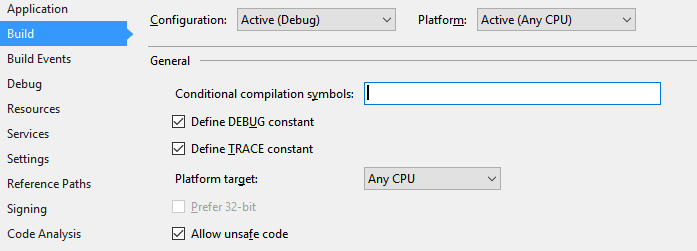 Application
Build
Build Events
Debug
Resources
Services
Settings
Reference Paths
Signing
Code Analysis
Configuration: Active (Debug) Platform: Active (Any CPU)
General
Conditional compilation symbols:
Define DEBUG constant
Define TRACE constant
Platform target: Any CPU
Prefer 32-bit
Allow unsafe code